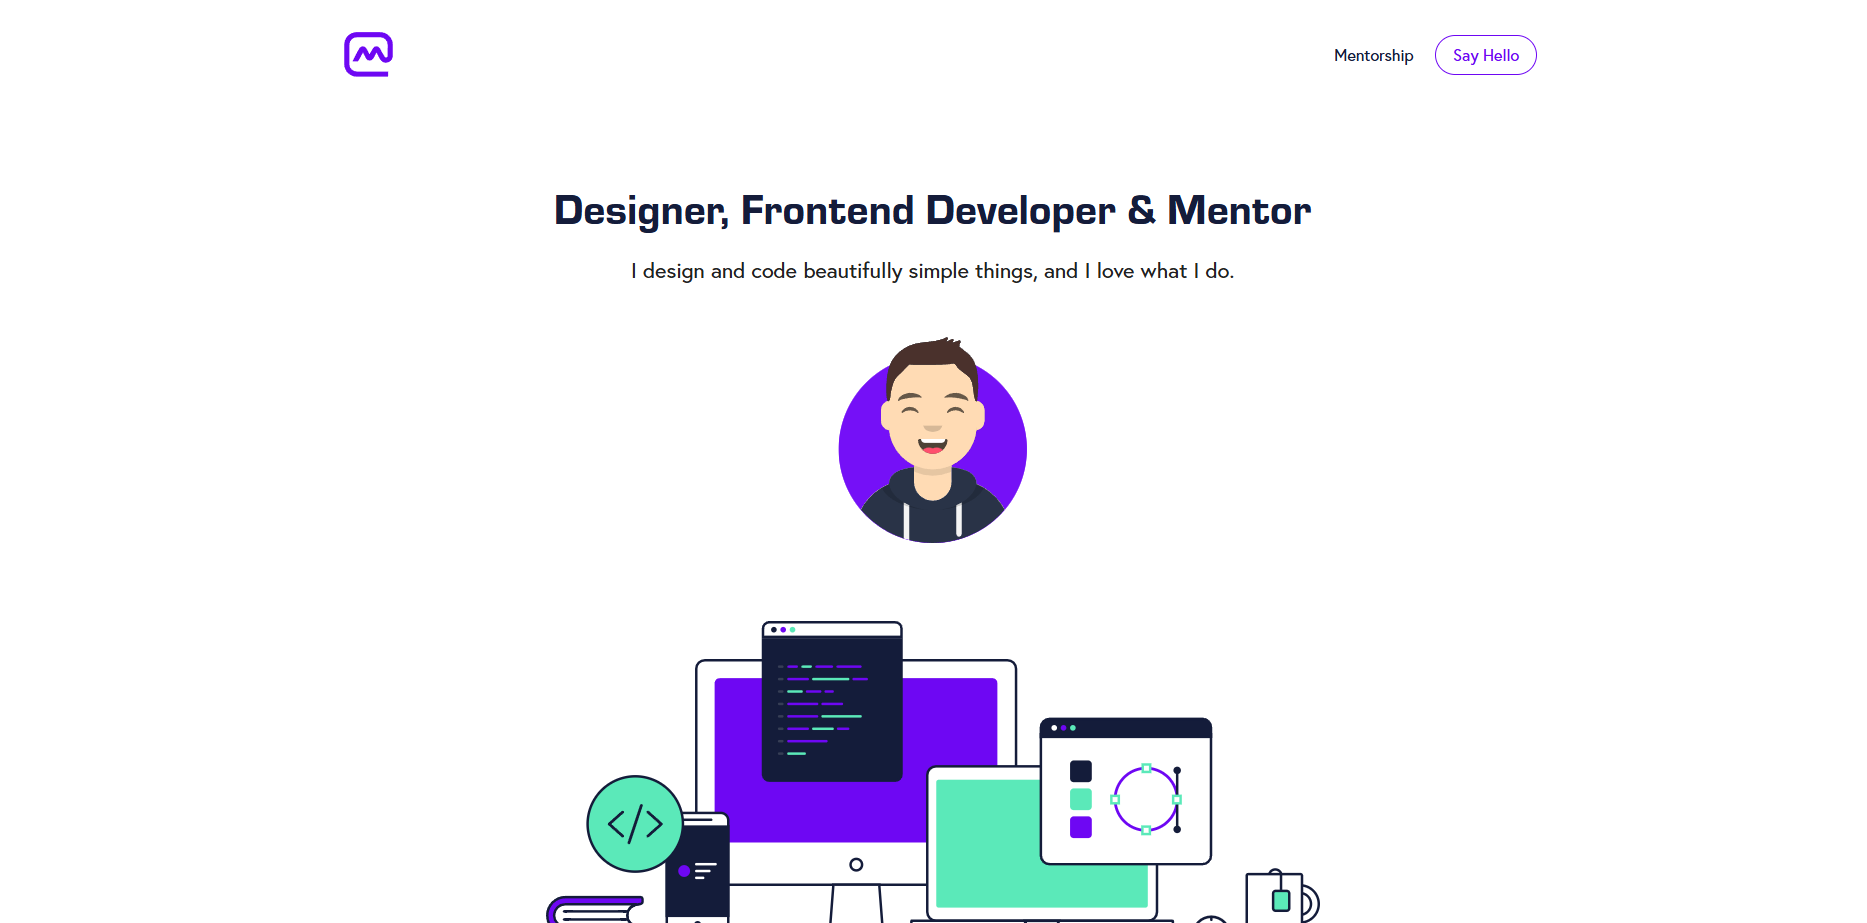 Mentorship
Say Hello
Designer, Frontend Developer & Mentor
I design and code beautifully simple things, and I love what I do.